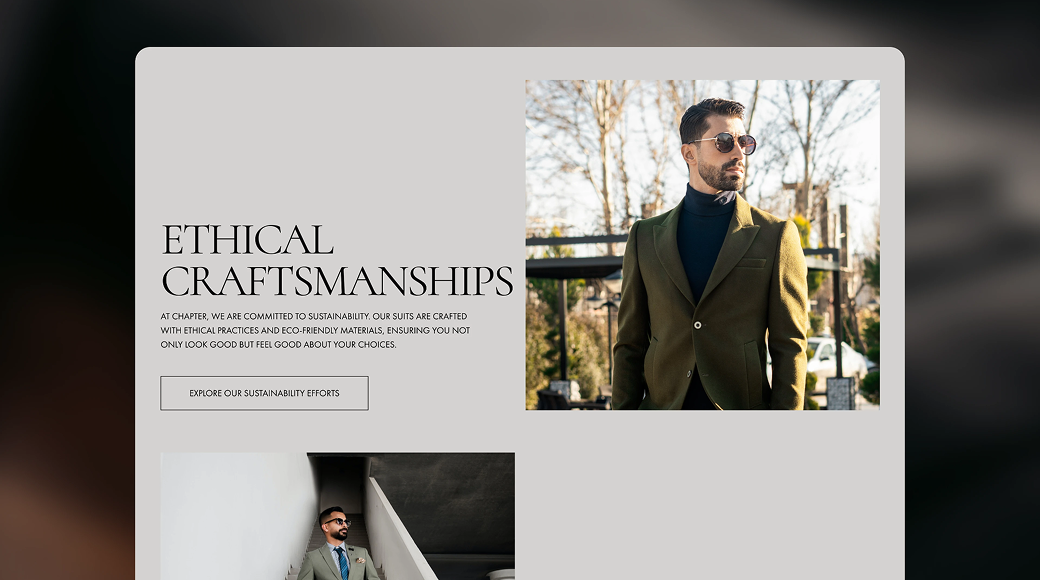 ETHICAL
CRAFTSMANSHIPS
AT CHAPTER, WE ARE COMMITTED TO SUSTAINABILITY. OUR SUITS ARE CRAFTED
WITH ETHICAL PRACTICES AND ECO-FRIENDLY MATERIALS, ENSURING YOU NOT
ONLY LOOK GOOD BUT FEEL GOOD ABOUT YOUR CHOICES.
EXPLORE OUR SUSTAINABILITY EFFORTS